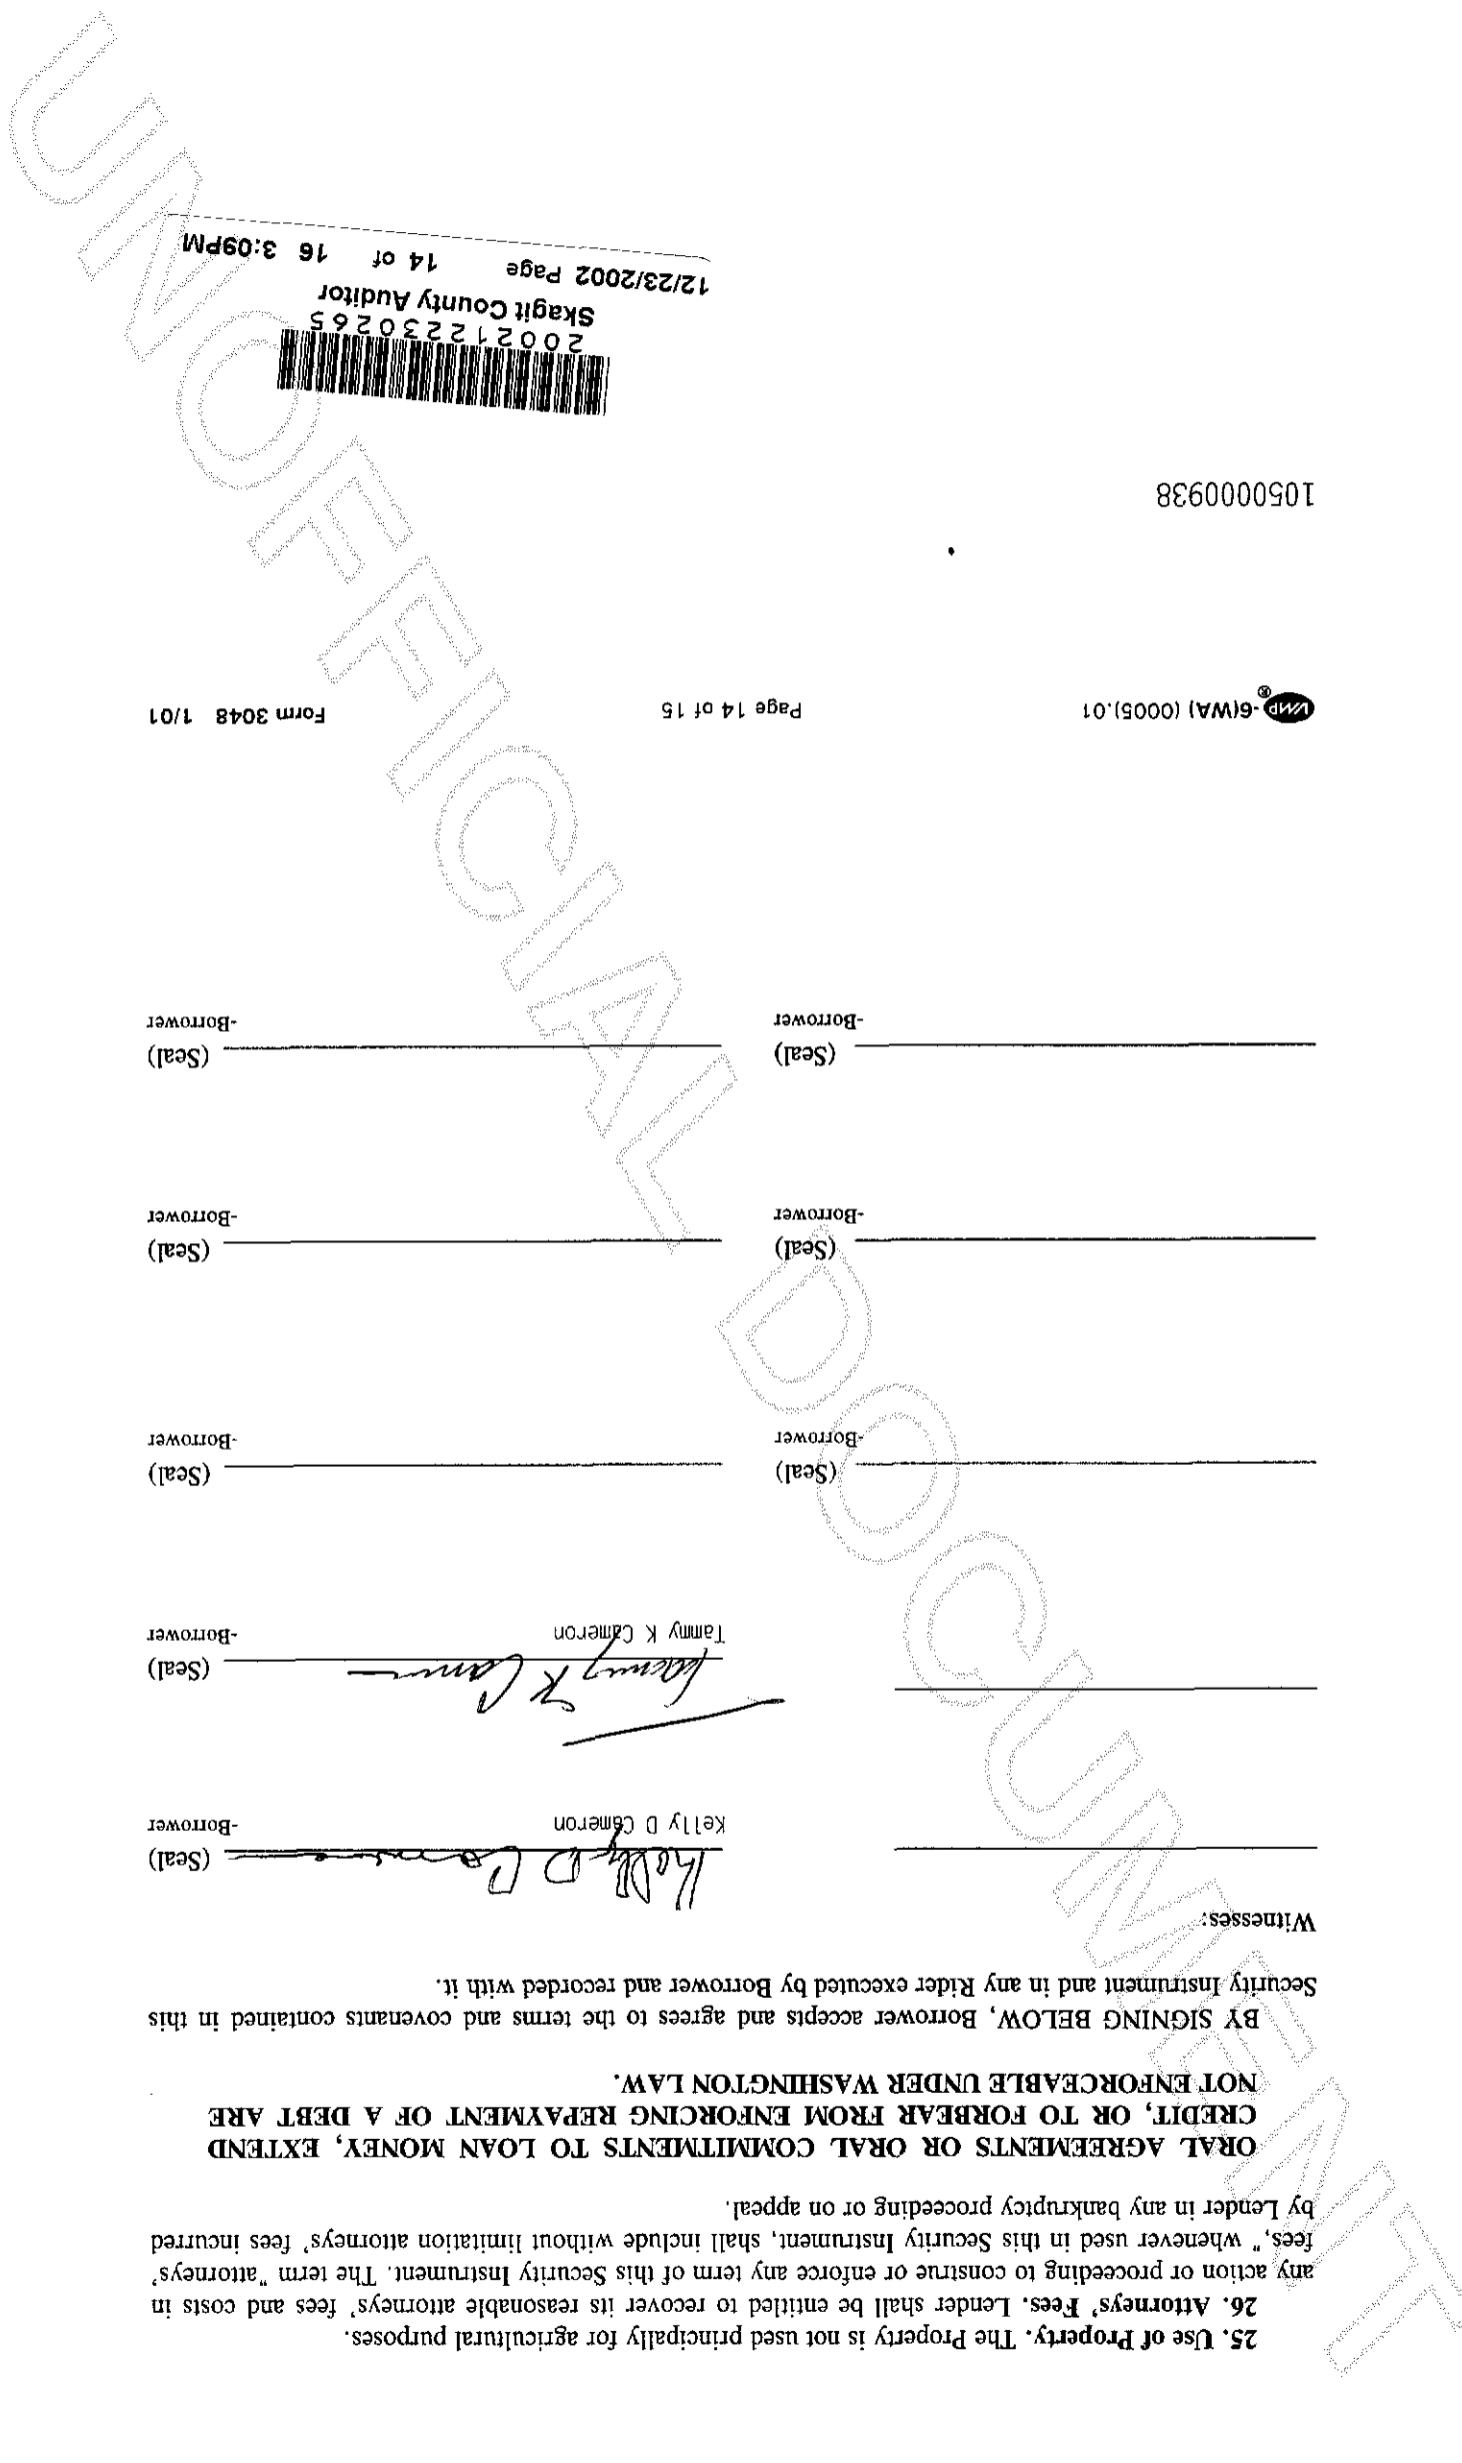 25. Use of Property. The Property is not used principally for agricultural purposes.
26. Attorneys' Fees. Lender shall be entitled to recover its reasonable attorneys' fees and costs in
any action or proceeding to construe or enforce any term of this Security Instrument. The term "attorneys'
fees," whenever used in this Security Instrument, shall include without limitation attorneys' fees incurred
by Lender in any bankruptcy proceeding or on appeal.
ORAL AGREEMENTS OR ORAL COMMITMENTS TO LOAN MONEY, EXTEND
CREDIT, OR TO FORBEAR FROM ENFORCING REPAYMENT OF A DEBT ARE
NOT ENFORCEABLE UNDER WASHINGTON LAW.
BY SIGNING BELOW, Borrower accepts and agrees to the terms and covenants contained in this
Security Instrument and in any Rider executed by Borrower and recorded with it.
Witnesses:
Kelly D Cameron (Seal)
Kelly D Cameron -Borrower
Tammy K Cameron (Seal)
Tammy K Cameron -Borrower
(Seal) (Seal)
-Borrower -Borrower
(Seal) (Seal)
-Borrower -Borrower
(Seal) (Seal)
-Borrower -Borrower
VMP®-6(WA) (0005).01 Page 14 of 15 Form 3048 1/01
1050000938
200212230265
Skagit County Auditor
12/23/2002 Page 14 of 16 3:09PM
UNOFFICIAL DOCUMENT